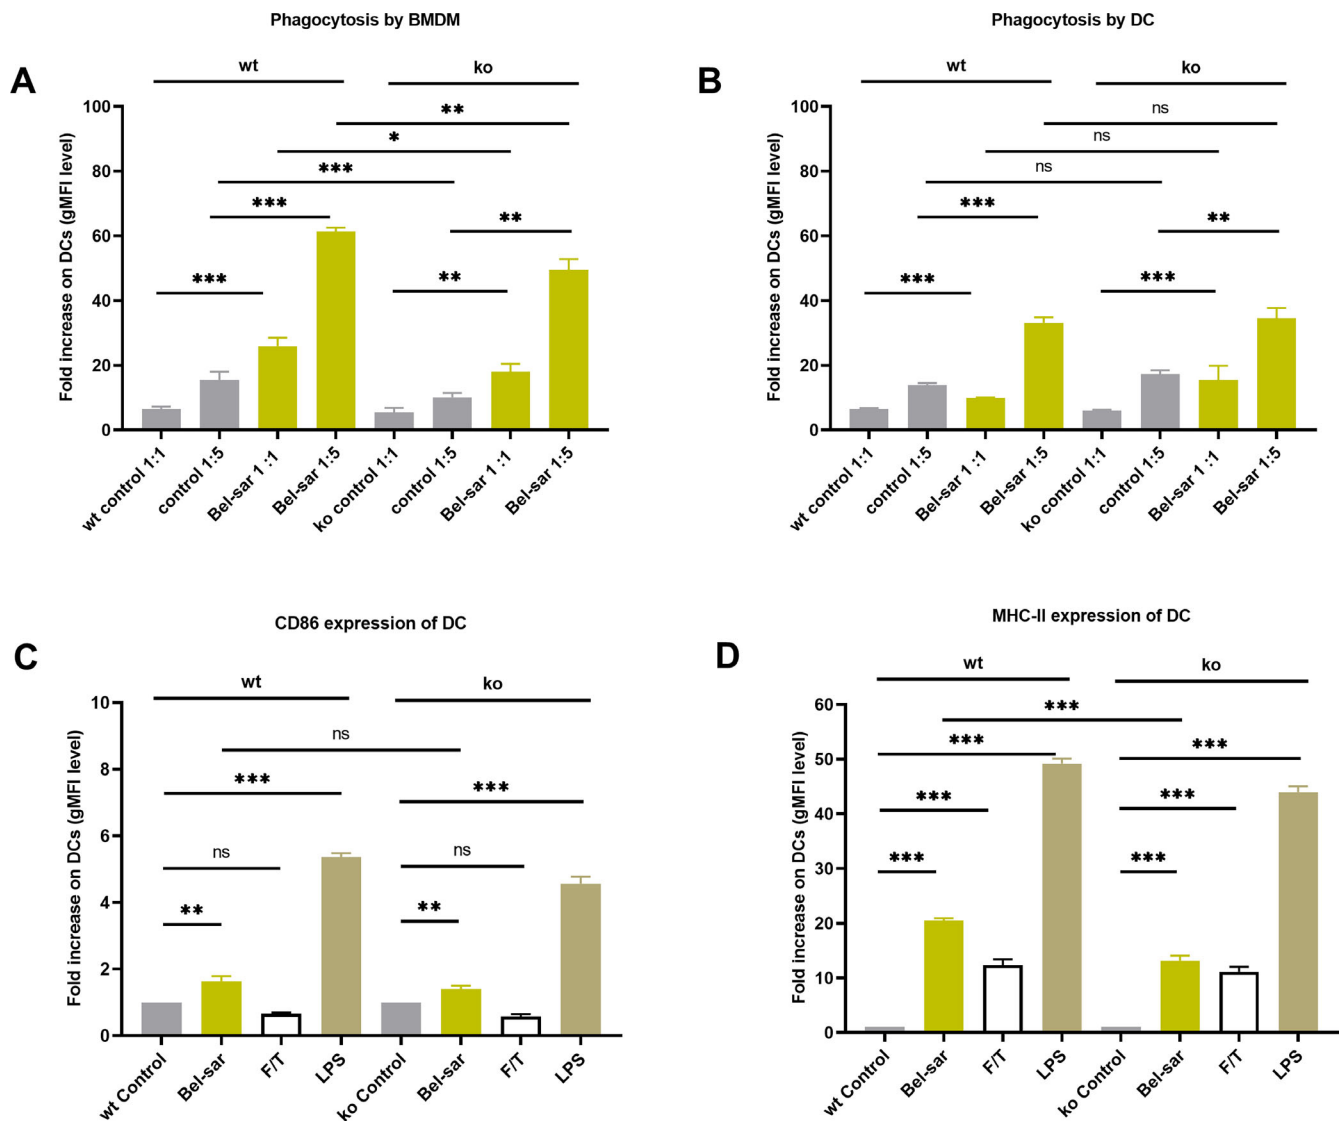 Phagocytosis by BMDM
A
wt
ko
**
*
***
***
**
***
**
Fold increase on DCs (gMFI level)
100
80
60
40
20
0
wt control 1:1
control 1:5
Bel-sar 1 :1
Bel-sar 1:5
ko control 1:1
control 1:5
Bel-sar 1 :1
Bel-sar 1:5
Phagocytosis by DC
B
wt
ko
ns
ns
ns
***
**
***
***
Fold increase on DCs (gMFI level)
100
80
60
40
20
0
wt control 1:1
control 1:5
Bel-sar 1 :1
Bel-sar 1:5
ko control 1:1
control 1:5
Bel-sar 1 :1
Bel-sar 1:5
CD86 expression of DC
C
wt
ko
ns
***
***
ns
ns
**
**
Fold increase on DCs (gMFI level)
10
8
6
4
2
0
wt Control
Bel-sar
F/T
LPS
ko Control
Bel-sar
F/T
LPS
MHC-II expression of DC
D
wt
ko
***
***
***
***
***
***
***
Fold increase on DCs (gMFI level)
60
50
40
30
20
10
0
wt Control
Bel-sar
F/T
LPS
ko Control
Bel-sar
F/T
LPS